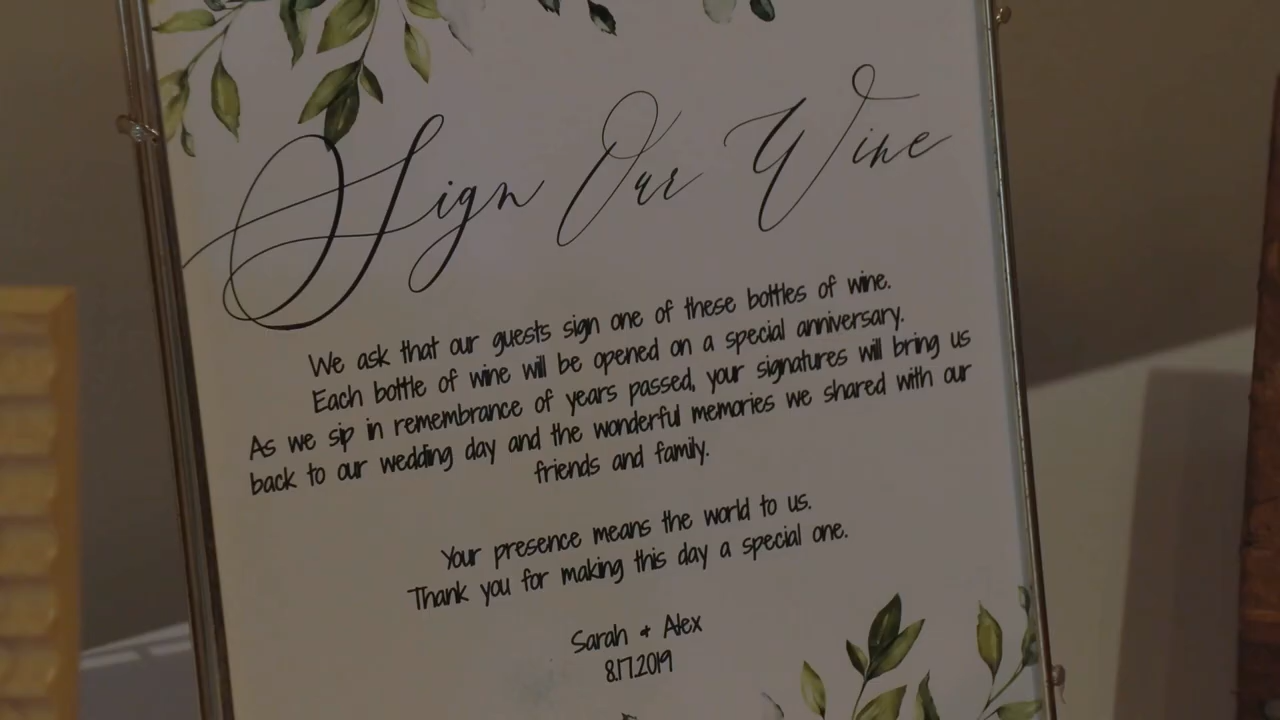 Sign Our Wine
We ask that our guests sign one of these bottles of wine.
Each bottle of wine will be opened on a special anniversary.
As we sip in remembrance of years passed, your signatures will bring us
back to our wedding day and the wonderful memories we shared with our
friends and family.
Your presence means the world to us.
Thank you for making this day a special one.
Sarah + Alex
8.17.2019